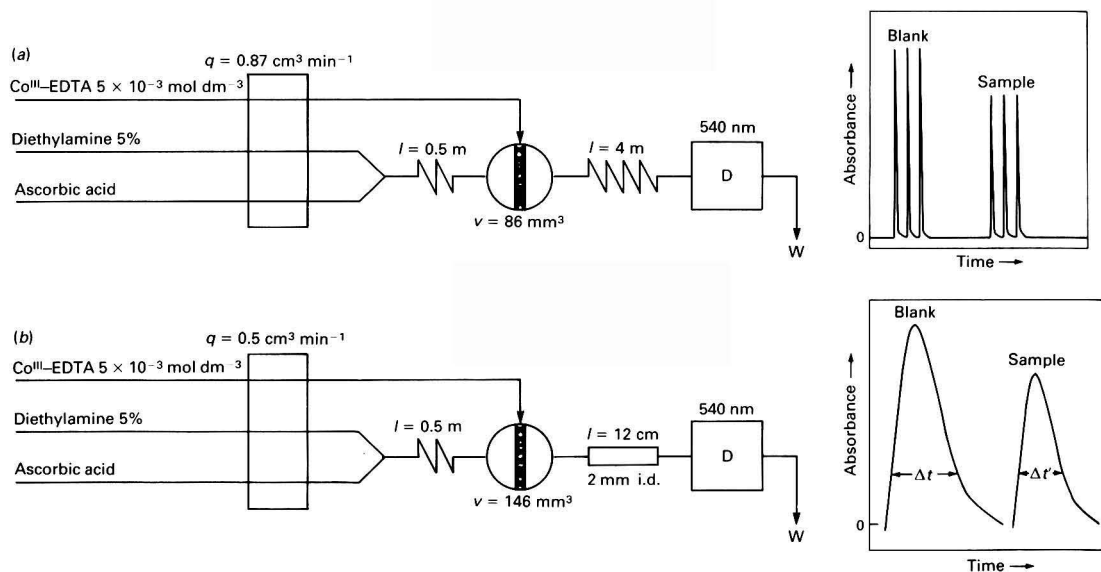 (a)
q = 0.87 cm³ min⁻¹
Coᴵᴵᴵ–EDTA 5 × 10⁻³ mol dm⁻³
Diethylamine 5%
Ascorbic acid
l = 0.5 m
v = 86 mm³
l = 4 m
540 nm
D
W
Blank
Sample
Absorbance
0
Time
(b)
q = 0.5 cm³ min⁻¹
Coᴵᴵᴵ–EDTA 5 × 10⁻³ mol dm⁻³
Diethylamine 5%
Ascorbic acid
l = 0.5 m
v = 146 mm³
l = 12 cm
2 mm i.d.
540 nm
D
W
Blank
Sample
Δt
Δt′
Absorbance
0
Time